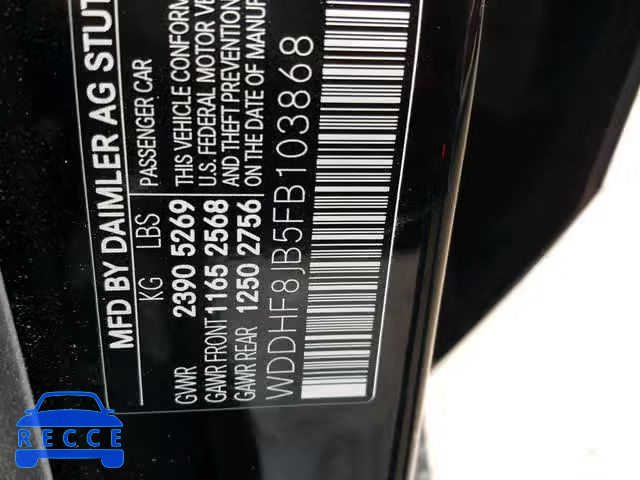 MFD BY DAIMLER AG STUT
KG LBS PASSENGER CAR
GVWR 2390 5269 THIS VEHICLE CONFORM
GAWR FRONT 1165 2568 U.S. FEDERAL MOTOR VE
GAWR REAR 1250 2756 AND THEFT PREVENTION
ON THE DATE OF MANUF
WDDHF8JB5FB103868
RECCE